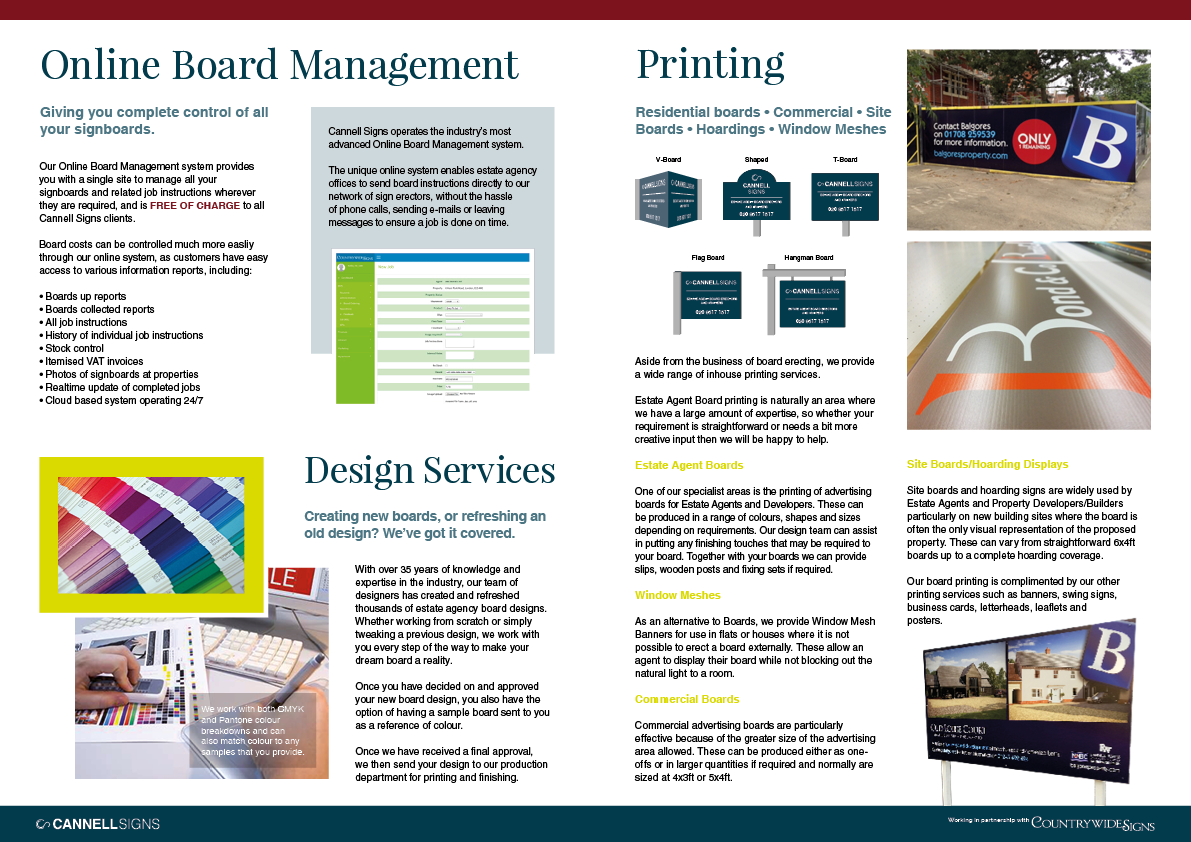 Online Board Management
Giving you complete control of all
your signboards.
Our Online Board Management system provides
you with a single site to manage all your
signboards and related job instructions wherever
they are required, and is FREE OF CHARGE to all
Cannell Signs clients.
Board costs can be controlled much more easliy
through our online system, as customers have easy
access to various information reports, including:
• Boards up reports
• Boards collected reports
• All job instructions
• History of individual job instructions
• Stock control
• Itemised VAT invoices
• Photos of signboards at properties
• Realtime update of completed jobs
• Cloud based system operating 24/7
Cannell Signs operates the industry's most
advanced Online Board Management system.
The unique online system enables estate agency
offices to send board instructions directly to our
network of sign erectors, without the hassle
of phone calls, sending e-mails or leaving
messages to ensure a job is done on time.
Design Services
Creating new boards, or refreshing an
old design? We've got it covered.
With over 35 years of knowledge and
expertise in the industry, our team of
designers has created and refreshed
thousands of estate agency board designs.
Whether working from scratch or simply
tweaking a previous design, we work with
you every step of the way to make your
dream board a reality.
Once you have decided on and approved
your new board design, you also have the
option of having a sample board sent to you
as a reference of colour.
Once we have received a final approval,
we then set your design to our production
department for printing and finishing.
LE
We work with both CMYK
and Pantone colour
breakdowns and can
also match colour to any
samples that you provide.
Printing
Residential boards • Commercial • Site
Boards • Hoardings • Window Meshes
V-Board
Shaped
T-Board
CANNELLSIGNS
CANNELL
SIGNS
020 8617 1617
CANNELLSIGNS
020 8617 1617
Flag Board
Hangman Board
CANNELLSIGNS
020 8617 1617
CANNELLSIGNS
020 8617 1617
Aside from the business of board erecting, we provide
a wide range of inhouse printing services.
Estate Agent Board printing is naturally an area where
we have a large amount of expertise, so whether your
requirement is straightforward or needs a bit more
creative input then we will be happy to help.
Estate Agent Boards
One of our specialist areas is the printing of advertising
boards for Estate Agents and Developers. These can
be produced in a range of colours, shapes and sizes
depending on requirements. Our design team can assist
in putting any finishing touches that may be required to
your board. Together with your boards we can provide
slips, wooden posts and fixing sets if required.
Window Meshes
As an alternative to Boards, we provide Window Mesh
Banners for use in flats or houses where it is not
possible to erect a board externally. These allow an
agent to display their board while not blocking out the
natural light to a room.
Commercial Boards
Commercial advertising boards are particularly
effective because of the greater size of the advertising
area allowed. These can be produced either as one-
offs or in larger quantities if required and normally are
sized at 4x3ft or 5x4ft.
Contact Balgores
on 01708 259539
for more information.
balgoresproperty.com
ONLY
1 REMAINING
B
Site Boards/Hoarding Displays
Site boards and hoarding signs are widely used by
Estate Agents and Property Developers/Builders
particularly on new building sites where the board is
often the only visual representation of the proposed
property. These can vary from straightforward 6x4ft
boards up to a complete hoarding coverage.
Our board printing is complimented by our other
printing services such as banners, swing signs,
business cards, letterheads, leaflets and
posters.
B
CANNELLSIGNS
Working in partnership with COUNTRYWIDE SIGNS